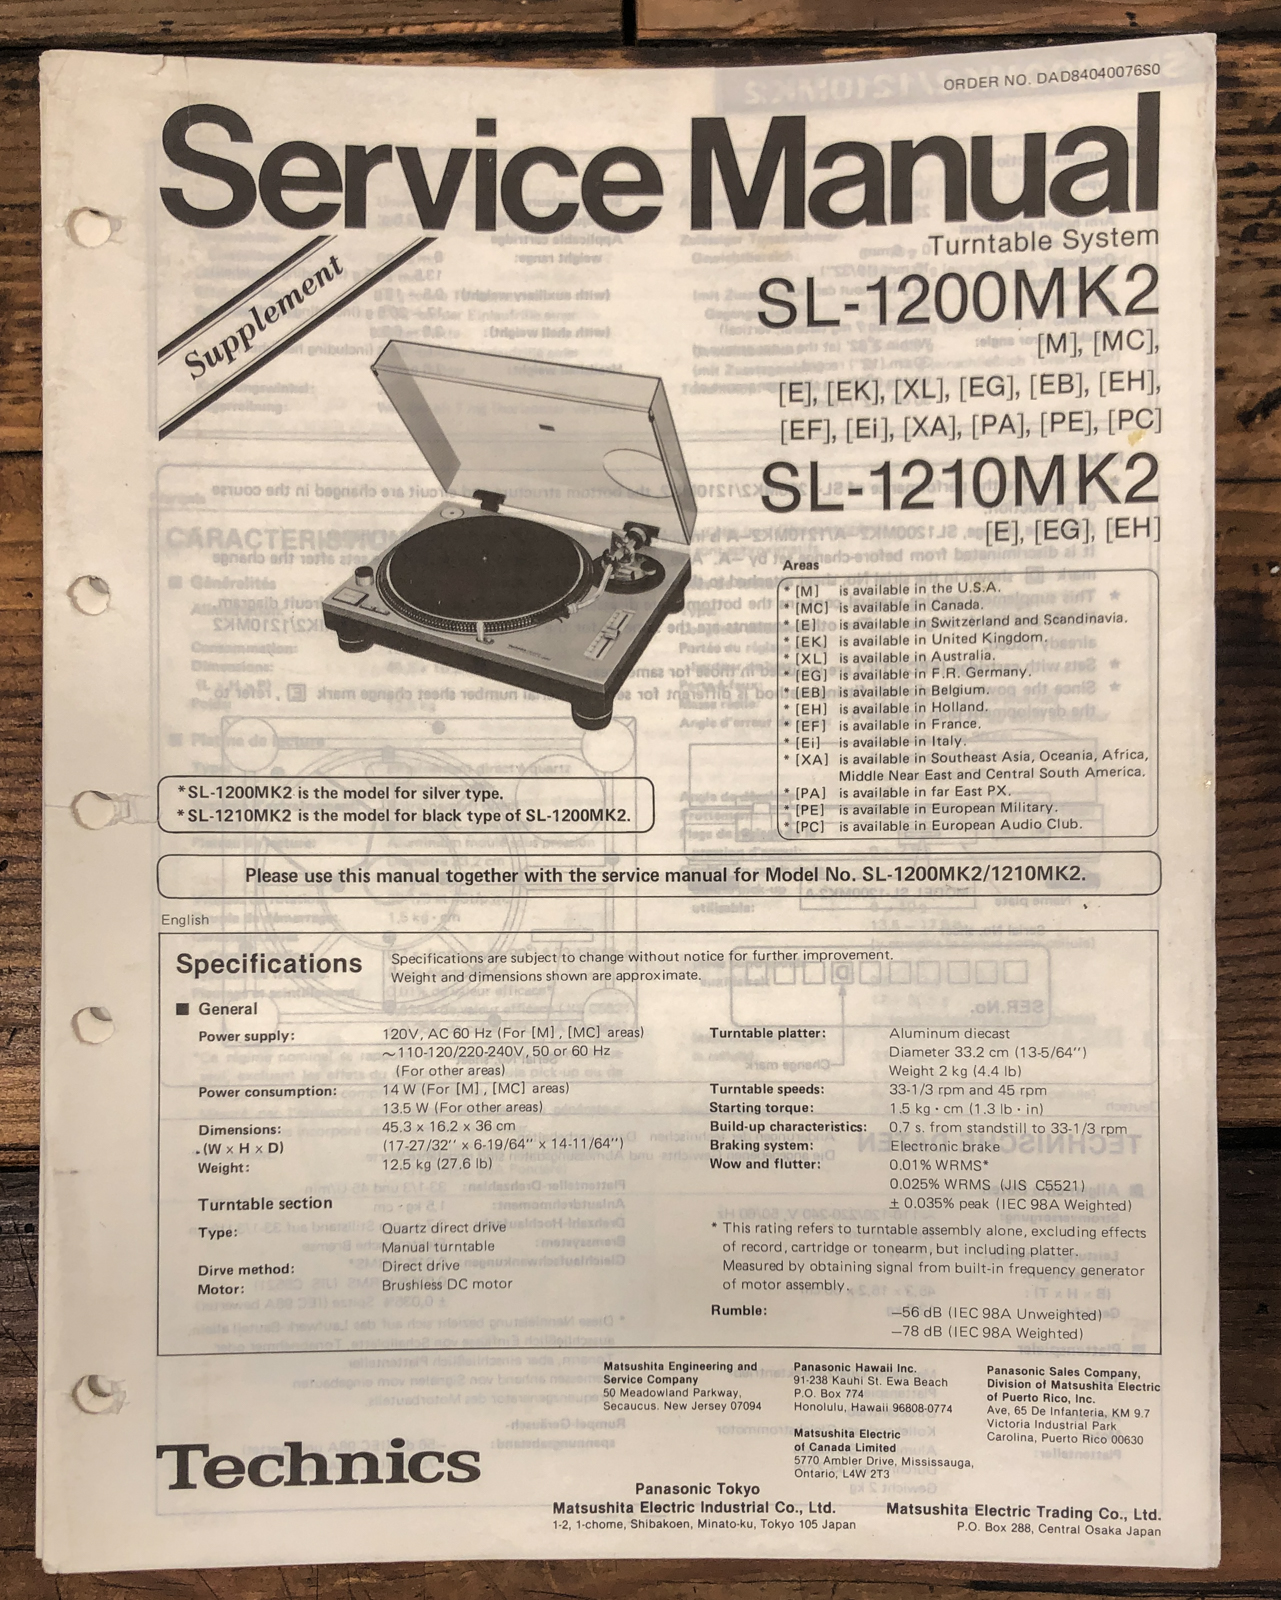 ORDER NO. DAD84040076S0
Service Manual
Supplement
Turntable System
SL-1200MK2
[M], [MC],
[E], [EK], [XL], [EG], [EB], [EH],
[EF], [Ei], [XA], [PA], [PE], [PC]
SL-1210MK2
[E], [EG], [EH]
Areas
* [M] is available in the U.S.A.
* [MC] is available in Canada.
* [E] is available in Switzerland and Scandinavia.
* [EK] is available in United Kingdom.
* [XL] is available in Australia.
* [EG] is available in F.R. Germany.
* [EB] is available in Belgium.
* [EH] is available in Holland.
* [EF] is available in France.
* [Ei] is available in Italy.
* [XA] is available in Southeast Asia, Oceania, Africa,
Middle Near East and Central South America.
* [PA] is available in far East PX.
* [PE] is available in European Military.
* [PC] is available in European Audio Club.
*SL-1200MK2 is the model for silver type.
*SL-1210MK2 is the model for black type of SL-1200MK2.
Please use this manual together with the service manual for Model No. SL-1200MK2/1210MK2.
English
Specifications
Specifications are subject to change without notice for further improvement.
Weight and dimensions shown are approximate.
■ General
Power supply: 120V, AC 60 Hz (For [M], [MC] areas)
~110-120/220-240V, 50 or 60 Hz
(For other areas)
Power consumption: 14 W (For [M], [MC] areas)
13.5 W (For other areas)
Dimensions: 45.3 x 16.2 x 36 cm
(W x H x D) (17-27/32'' x 6-19/64'' x 14-11/64'')
Weight: 12.5 kg (27.6 lb)
Turntable section
Type: Quartz direct drive
Manual turntable
Dirve method: Direct drive
Motor: Brushless DC motor
Turntable platter: Aluminum diecast
Diameter 33.2 cm (13-5/64'')
Weight 2 kg (4.4 lb)
Turntable speeds: 33-1/3 rpm and 45 rpm
Starting torque: 1.5 kg·cm (1.3 lb·in)
Build-up characteristics: 0.7 s. from standstill to 33-1/3 rpm
Braking system: Electronic brake
Wow and flutter: 0.01% WRMS*
0.025% WRMS (JIS C5521)
± 0.035% peak (IEC 98A Weighted)
* This rating refers to turntable assembly alone, excluding effects
of record, cartridge or tonearm, but including platter.
Measured by obtaining signal from built-in frequency generator
of motor assembly.
Rumble: —56 dB (IEC 98A Unweighted)
—78 dB (IEC 98A Weighted)
Technics
Matsushita Engineering and
Service Company
50 Meadowland Parkway,
Secaucus. New Jersey 07094
Panasonic Hawaii Inc.
91-238 Kauhi St. Ewa Beach
P.O. Box 774
Honolulu, Hawaii 96808-0774
Matsushita Electric
of Canada Limited
5770 Ambler Drive, Mississauga,
Ontario, L4W 2T3
Panasonic Sales Company,
Division of Matsushita Electric
of Puerto Rico, Inc.
Ave, 65 De Infanteria, KM 9.7
Victoria Industrial Park
Carolina, Puerto Rico 00630
Panasonic Tokyo
Matsushita Electric Industrial Co., Ltd.
1-2, 1-chome, Shibakoen, Minato-ku, Tokyo 105 Japan
Matsushita Electric Trading Co., Ltd.
P.O. Box 288, Central Osaka Japan